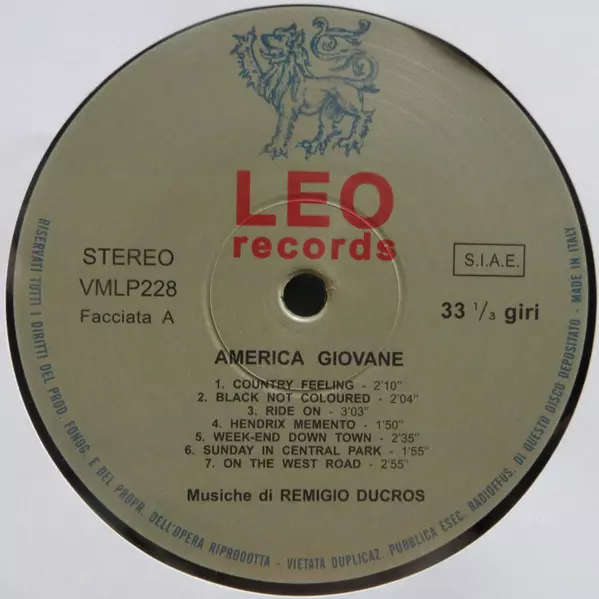 LEO
records
STEREO
VMLP228
Facciata A
S.I.A.E.
33 1/3 giri
AMERICA GIOVANE
1. COUNTRY FEELING - 2'10"
2. BLACK NOT COLOURED - 2'04"
3. RIDE ON - 3'03"
4. HENDRIX MEMENTO - 1'50"
5. WEEK-END DOWN TOWN - 2'35"
6. SUNDAY IN CENTRAL PARK - 1'55"
7. ON THE WEST ROAD - 2'55"
Musiche di REMIGIO DUCROS
RISERVATI TUTTI I DIRITTI DEL PROD. FONOG. E DEL PROPR. DELL'OPERA RIPRODOTTA - VIETATA DUPLICAZ. PUBBLICA ESEC. RADIOFFUS. DI QUESTO DISCO DEPOSITATO - MADE IN ITALY